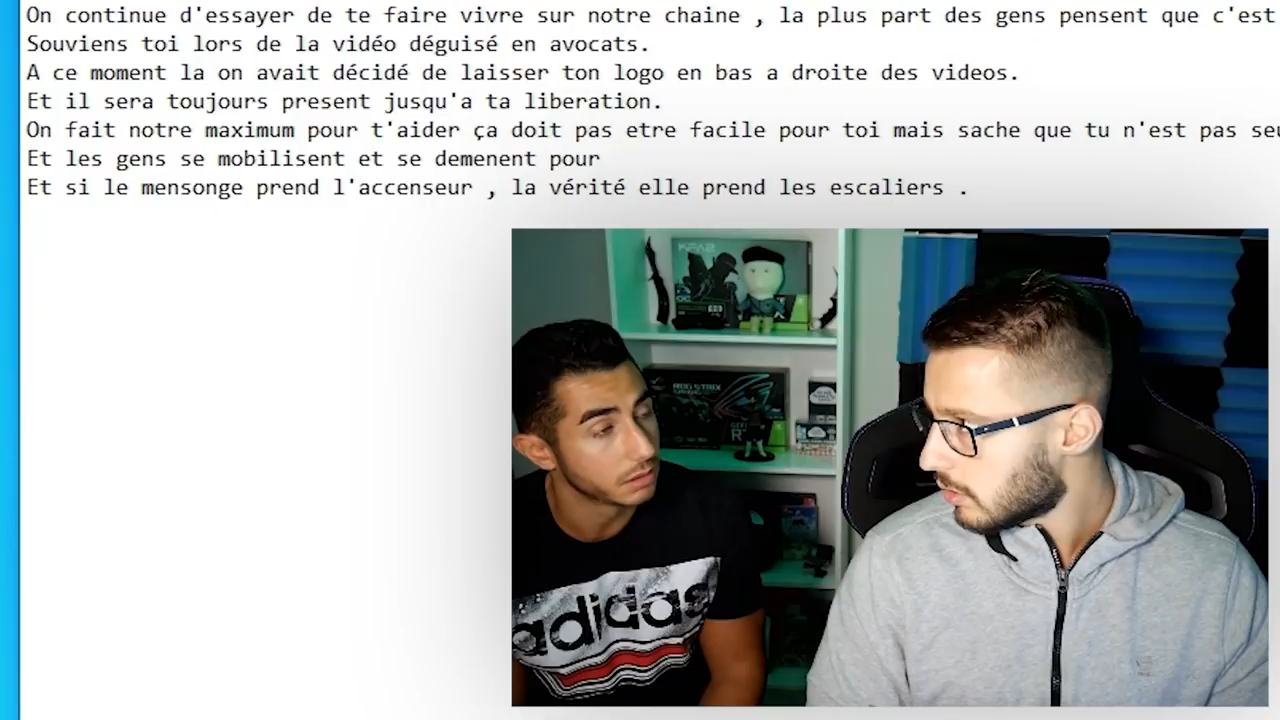 On continue d'essayer de te faire vivre sur notre chaine , la plus part des gens pensent que c'est
Souviens toi lors de la vidéo déguisé en avocats.
A ce moment la on avait décidé de laisser ton logo en bas a droite des videos.
Et il sera toujours present jusqu'a ta liberation.
On fait notre maximum pour t'aider ça doit pas etre facile pour toi mais sache que tu n'est pas
Et les gens se mobilisent et se demenent pour
Et si le mensonge prend l'accenseur , la vérité elle prend les escaliers .
KFA2
ROG STRIX
adidas